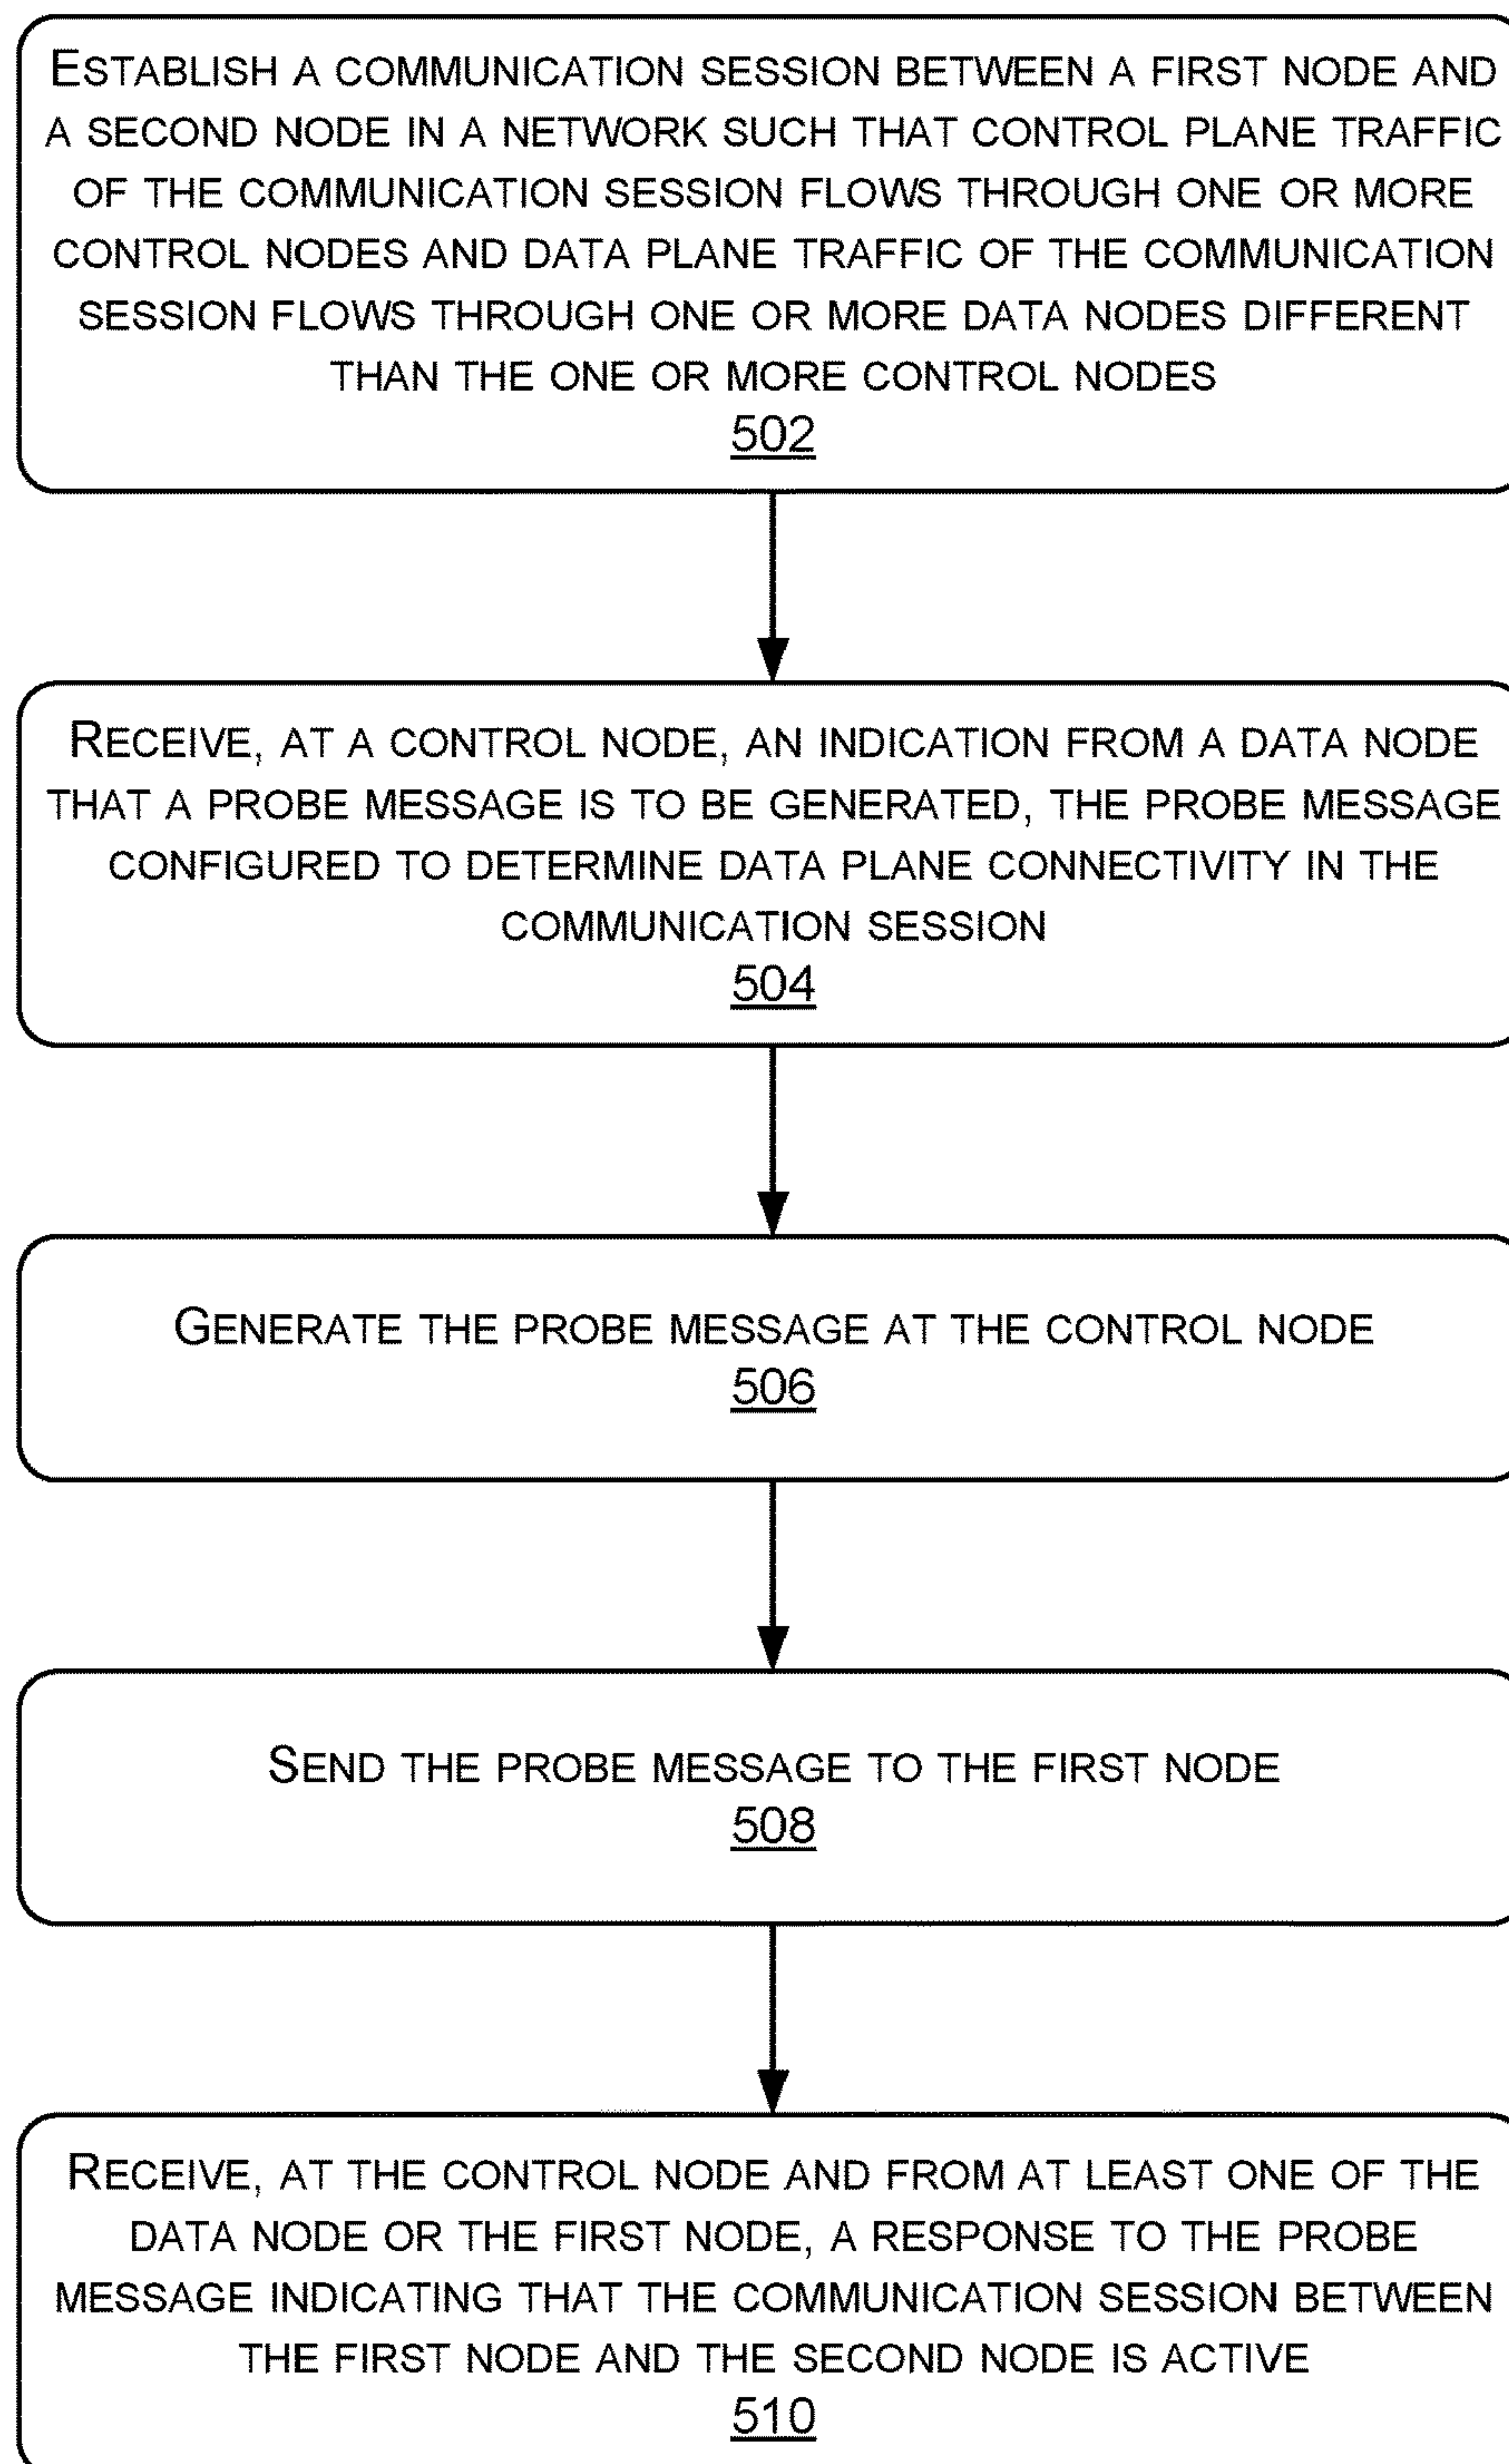 ESTABLISH A COMMUNICATION SESSION BETWEEN A FIRST NODE AND
A SECOND NODE IN A NETWORK SUCH THAT CONTROL PLANE TRAFFIC
OF THE COMMUNICATION SESSION FLOWS THROUGH ONE OR MORE
CONTROL NODES AND DATA PLANE TRAFFIC OF THE COMMUNICATION
SESSION FLOWS THROUGH ONE OR MORE DATA NODES DIFFERENT
THAN THE ONE OR MORE CONTROL NODES
502
RECEIVE, AT A CONTROL NODE, AN INDICATION FROM A DATA NODE
THAT A PROBE MESSAGE IS TO BE GENERATED, THE PROBE MESSAGE
CONFIGURED TO DETERMINE DATA PLANE CONNECTIVITY IN THE
COMMUNICATION SESSION
504
GENERATE THE PROBE MESSAGE AT THE CONTROL NODE
506
SEND THE PROBE MESSAGE TO THE FIRST NODE
508
RECEIVE, AT THE CONTROL NODE AND FROM AT LEAST ONE OF THE
DATA NODE OR THE FIRST NODE, A RESPONSE TO THE PROBE
MESSAGE INDICATING THAT THE COMMUNICATION SESSION BETWEEN
THE FIRST NODE AND THE SECOND NODE IS ACTIVE
510